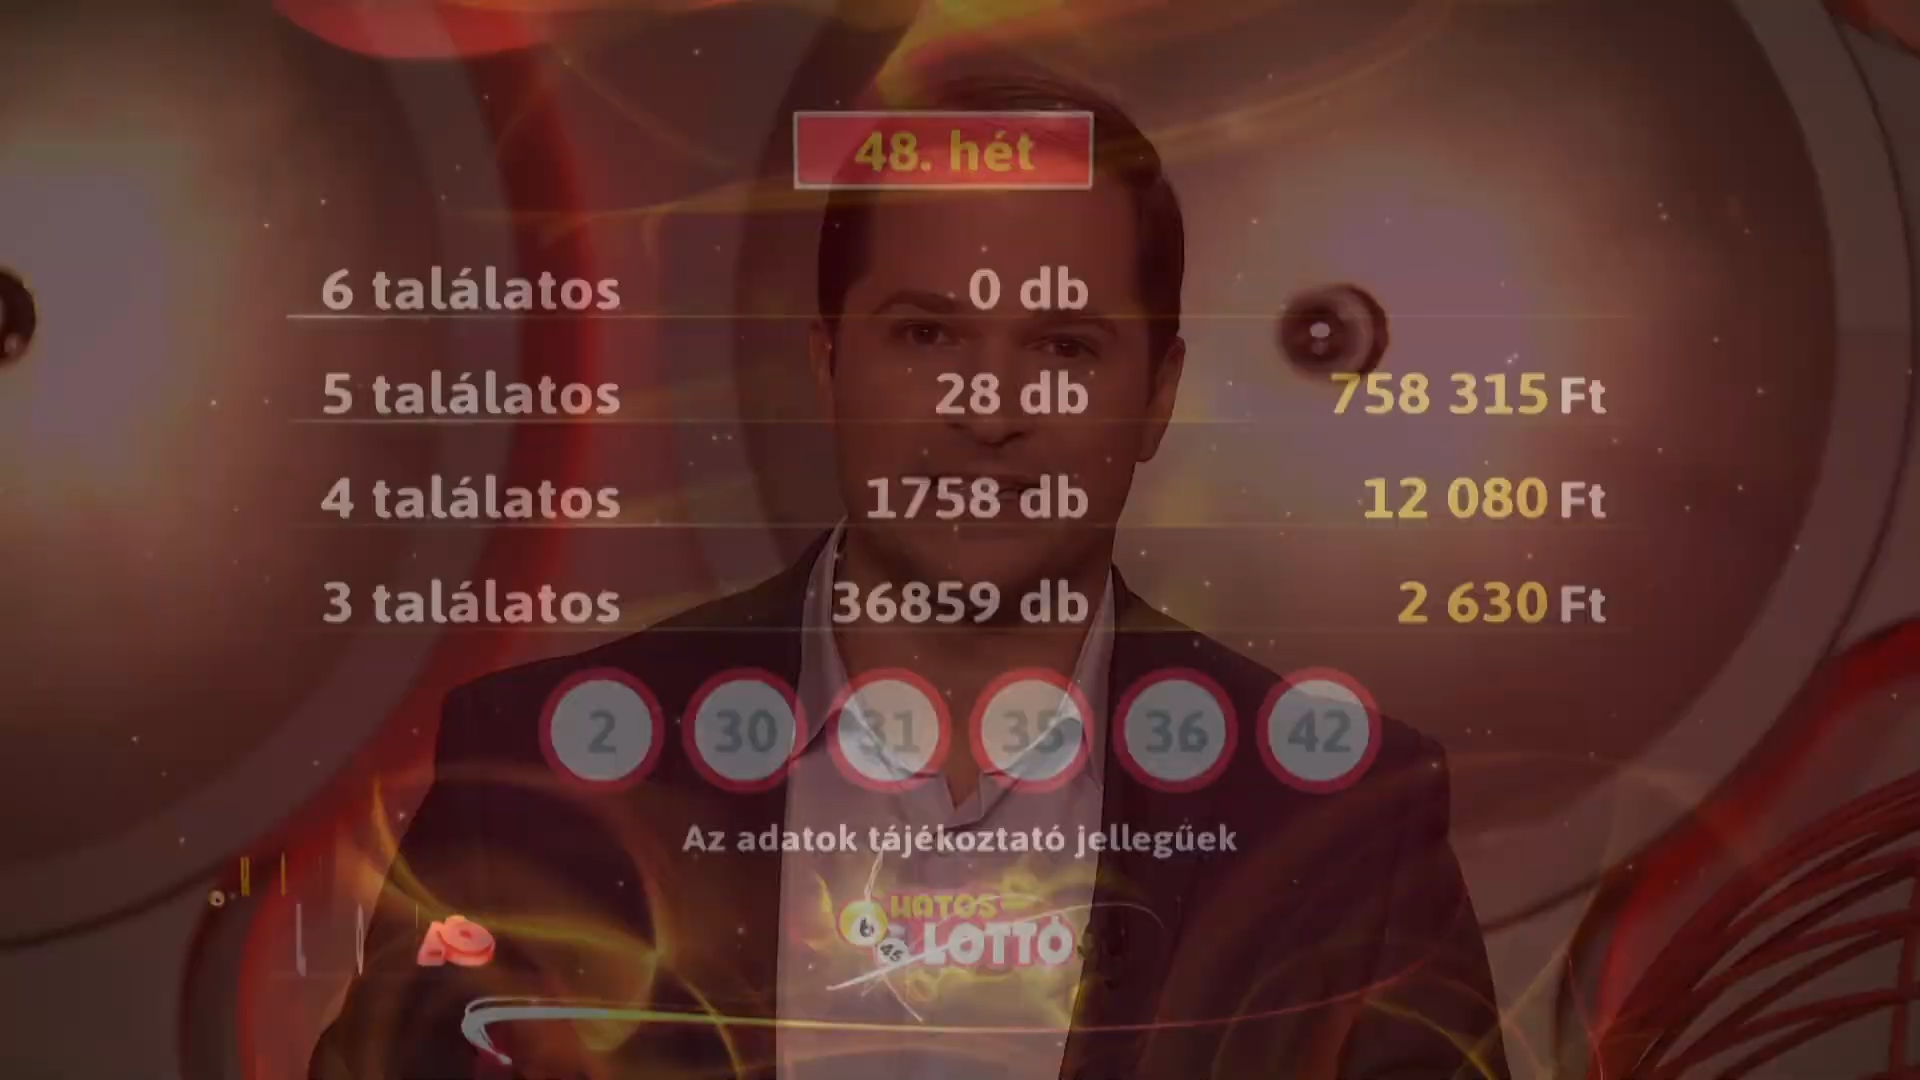 48. hét
6 találatos 0 db
5 találatos 28 db 758 315 Ft
4 találatos 1758 db 12 080 Ft
3 találatos 36859 db 2 630 Ft
2 30 31 35 36 42
Az adatok tájékoztató jellegűek
HATOS
6 LOTTÓ
45